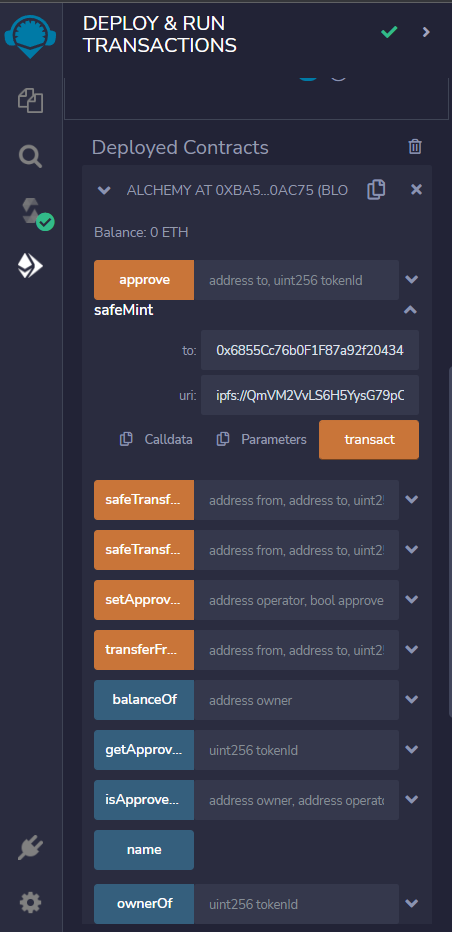 DEPLOY & RUN
TRANSACTIONS
Deployed Contracts
ALCHEMY AT 0XBA5...0AC75 (BLO
Balance: 0 ETH
approve address to, uint256 tokenId
safeMint
to: 0x6855Cc76b0F1F87a92f20434
uri: ipfs://QmVM2VvLS6H5YysG79pC
Calldata Parameters transact
safeTransf... address from, address to, uint25
safeTransf... address from, address to, uint25
setApprov... address operator, bool approve
transferFr... address from, address to, uint25
balanceOf address owner
getApprov... uint256 tokenId
isApprove... address owner, address operato
name
ownerOf uint256 tokenId